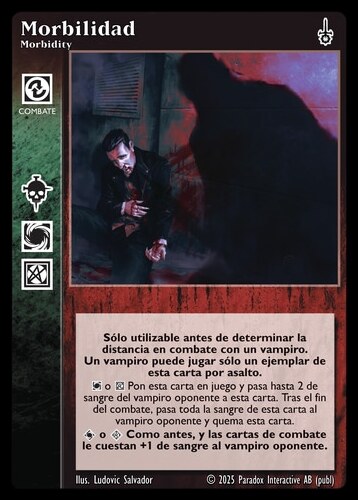 Morbilidad
Morbidity
COMBATE
Sólo utilizable antes de determinar la
distancia en combate con un vampiro.
Un vampiro puede jugar sólo un ejemplar de
esta carta por asalto.
o Pon esta carta en juego y pasa hasta 2 de
sangre del vampiro oponente a esta carta. Tras el fin
del combate, pasa toda la sangre de esta carta al
vampiro oponente y quema esta carta.
o Como antes, y las cartas de combate
le cuestan +1 de sangre al vampiro oponente.
Ilus. Ludovic Salvador
© 2025 Paradox Interactive AB (publ)